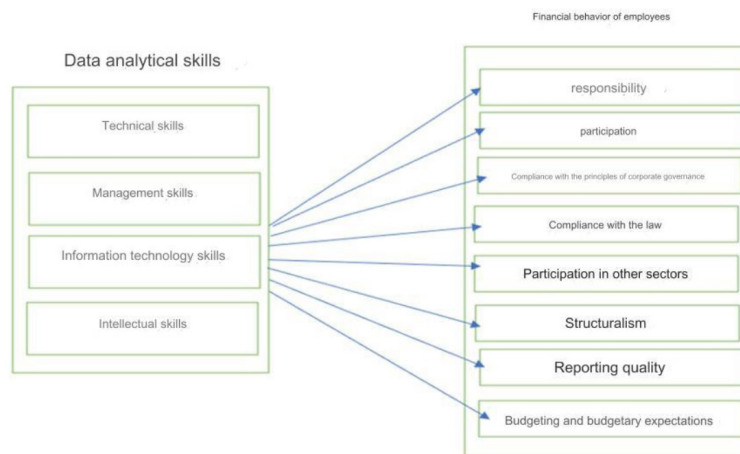 Financial behavior of employees
Data analytical skills
Technical skills
Management skills
Information technology skills
Intellectual skills
responsibility
participation
Compliance with the principles of corporate governance
Compliance with the law
Participation in other sectors
Structuralism
Reporting quality
Budgeting and budgetary expectations